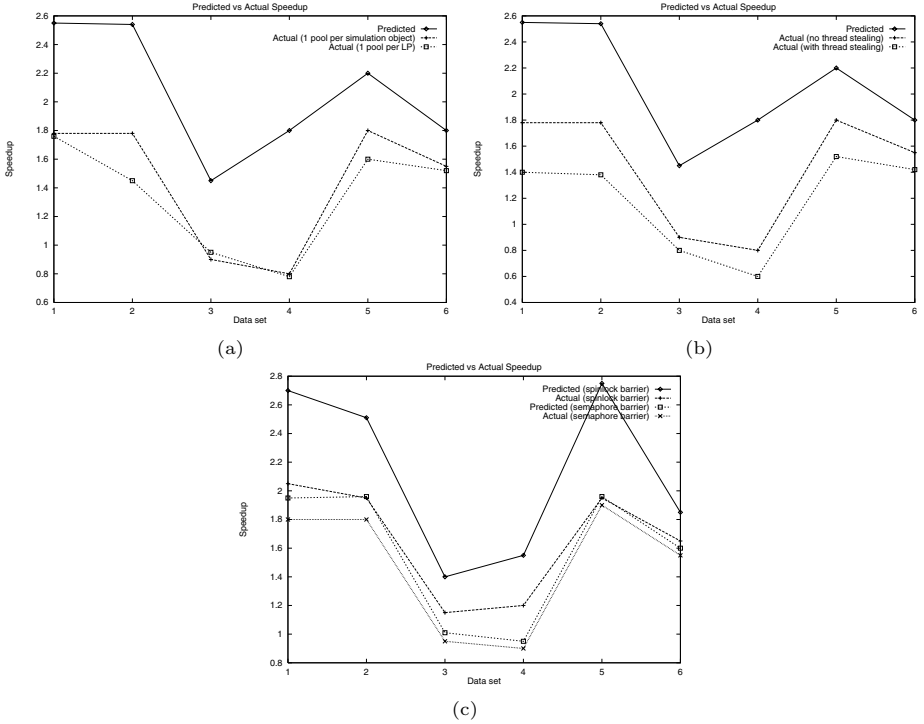 Predicted vs Actual Speedup
2.6
2.4
2.2
2
1.8
1.6
1.4
1.2
1
0.8
0.6
Speedup
Predicted
Actual (1 pool per simulation object)
Actual (1 pool per LP)
1 2 3 4 5 6
Data set
(a)
Predicted vs Actual Speedup
2.6
2.4
2.2
2
1.8
1.6
1.4
1.2
1
0.8
0.6
0.4
Speedup
Predicted
Actual (no thread stealing)
Actual (with thread stealing)
1 2 3 4 5 6
Data set
(b)
Predicted vs Actual Speedup
2.8
2.6
2.4
2.2
2
1.8
1.6
1.4
1.2
1
0.8
Speedup
Predicted (spinlock barrier)
Actual (spinlock barrier)
Predicted (semaphore barrier)
Actual (semaphore barrier)
1 2 3 4 5 6
Data set
(c)